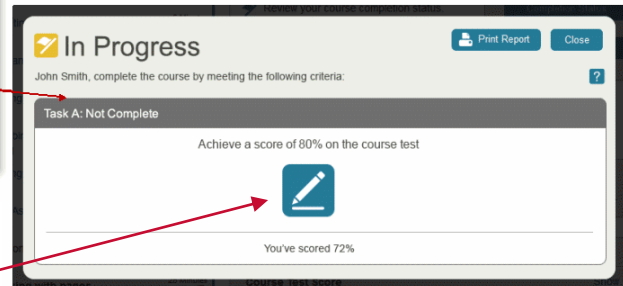 Review your course completion status
In Progress
Print Report
Close
John Smith, complete the course by meeting the following criteria:
?
Task A: Not Complete
Achieve a score of 80% on the course test
You've scored 72%
Course Test Score